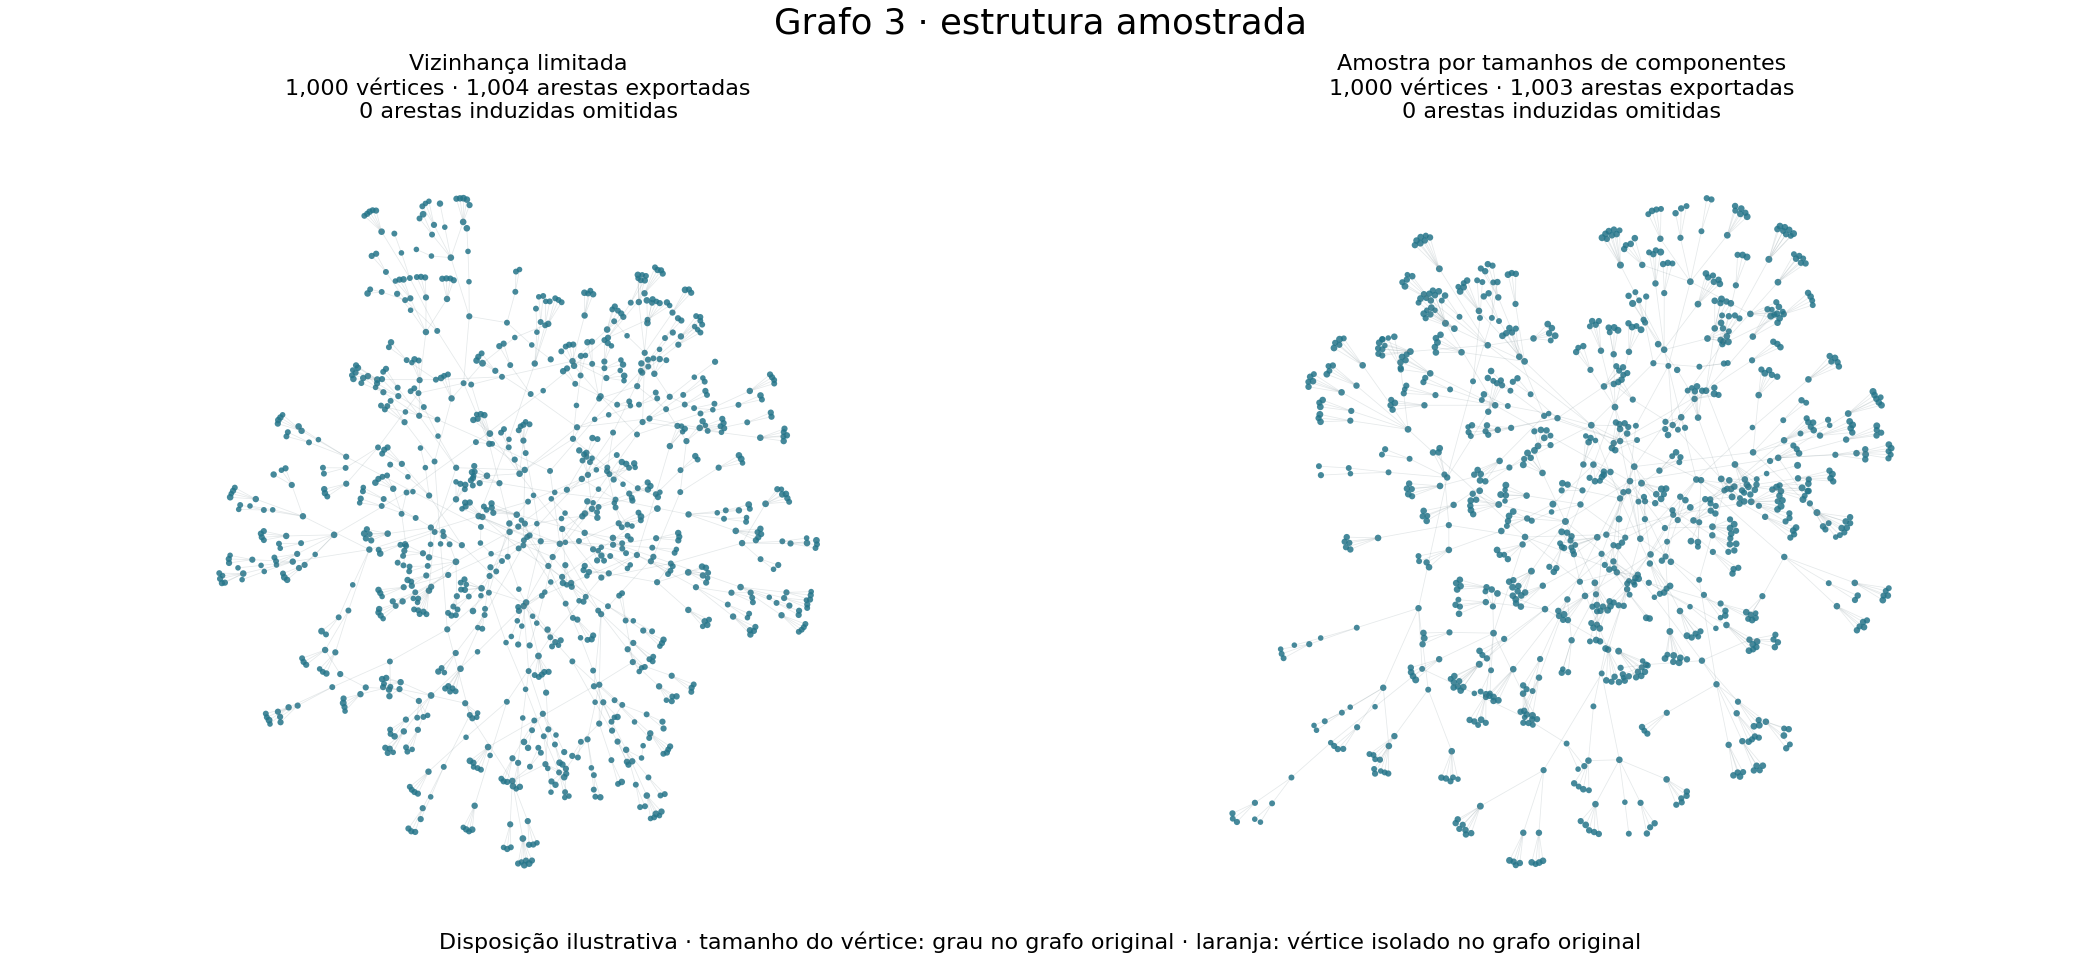 Grafo 3 · estrutura amostrada
Vizinhança limitada
1,000 vértices · 1,004 arestas exportadas
0 arestas induzidas omitidas
Amostra por tamanhos de componentes
1,000 vértices · 1,003 arestas exportadas
0 arestas induzidas omitidas
Disposição ilustrativa · tamanho do vértice: grau no grafo original · laranja: vértice isolado no grafo original